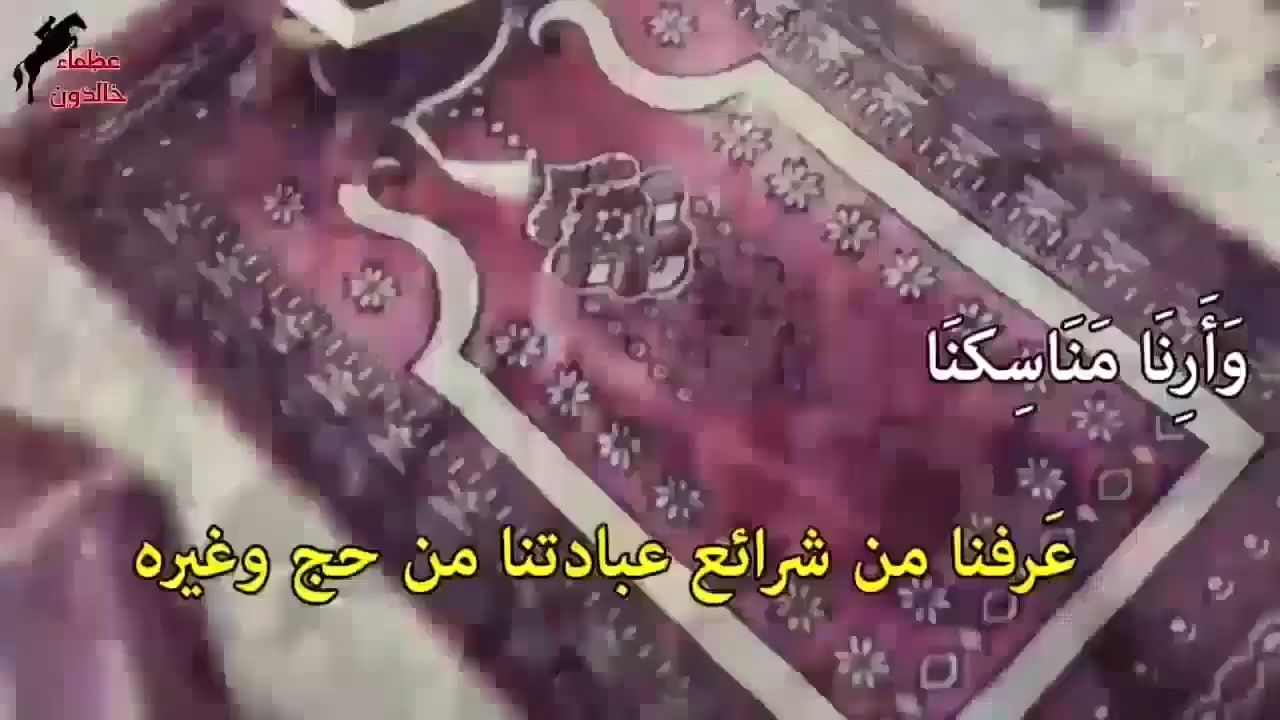 عظماء
خالدون
وَأَرِنَا مَنَاسِكَنَا
عَرفنا من شرائع عبادتنا من حج وغيره